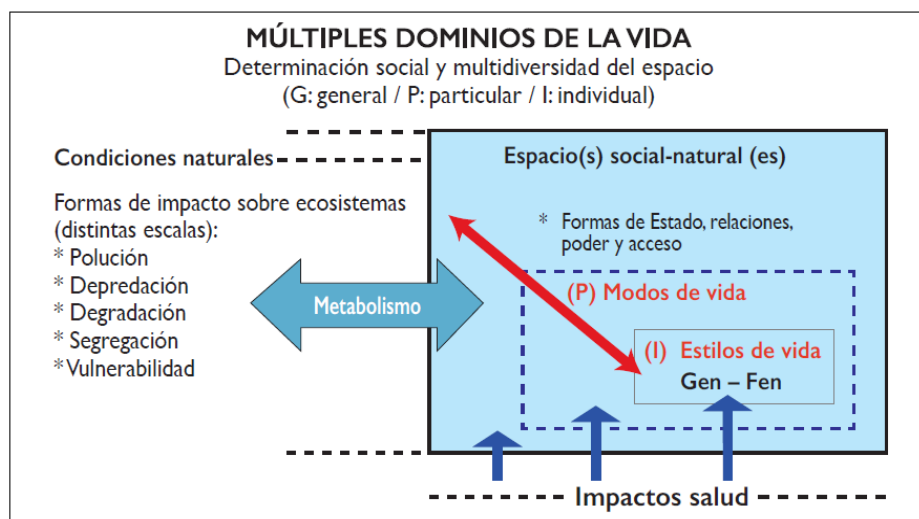 MÚLTIPLES DOMINIOS DE LA VIDA
Determinación social y multidiversidad del espacio
(G: general / P: particular / I: individual)
Condiciones naturales
Formas de impacto sobre ecosistemas
(distintas escalas):
* Polución
* Depredación
* Degradación
* Segregación
* Vulnerabilidad
Metabolismo
Espacio(s) social-natural (es)
* Formas de Estado, relaciones,
poder y acceso
(P) Modos de vida
(I) Estilos de vida
Gen – Fen
Impactos salud